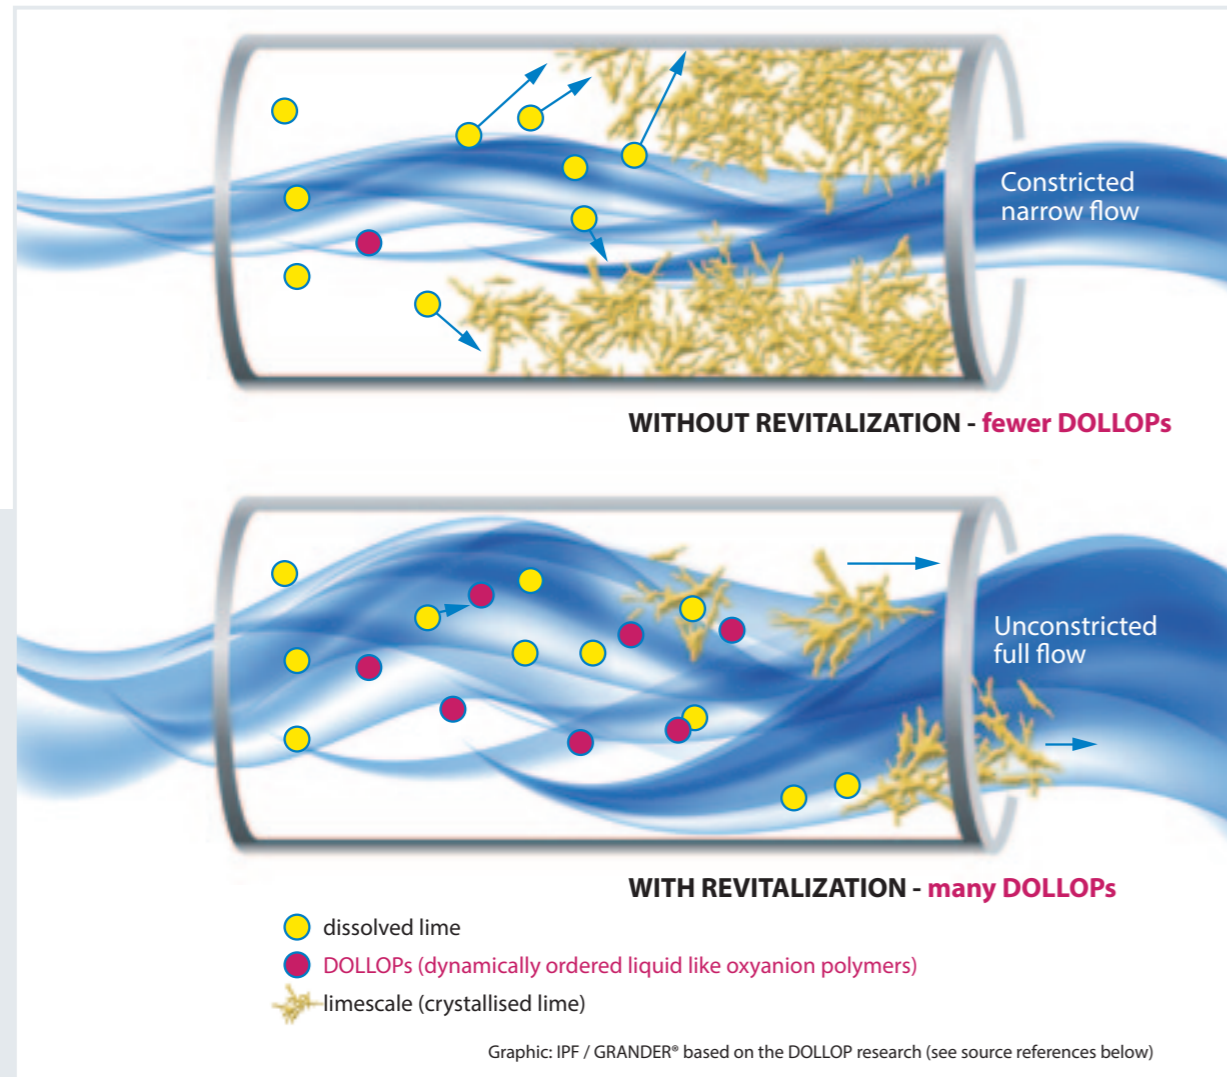 Constricted
narrow flow
WITHOUT REVITALIZATION - fewer DOLLOPs
Unconstricted
full flow
WITH REVITALIZATION - many DOLLOPs
dissolved lime
DOLLOPs (dynamically ordered liquid like oxyanion polymers)
limescale (crystallised lime)
Graphic: IPF / GRANDER® based on the DOLLOP research (see source references below)